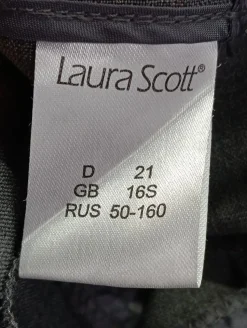 Laura Scott®
D 21
GB 16S
RUS 50-160